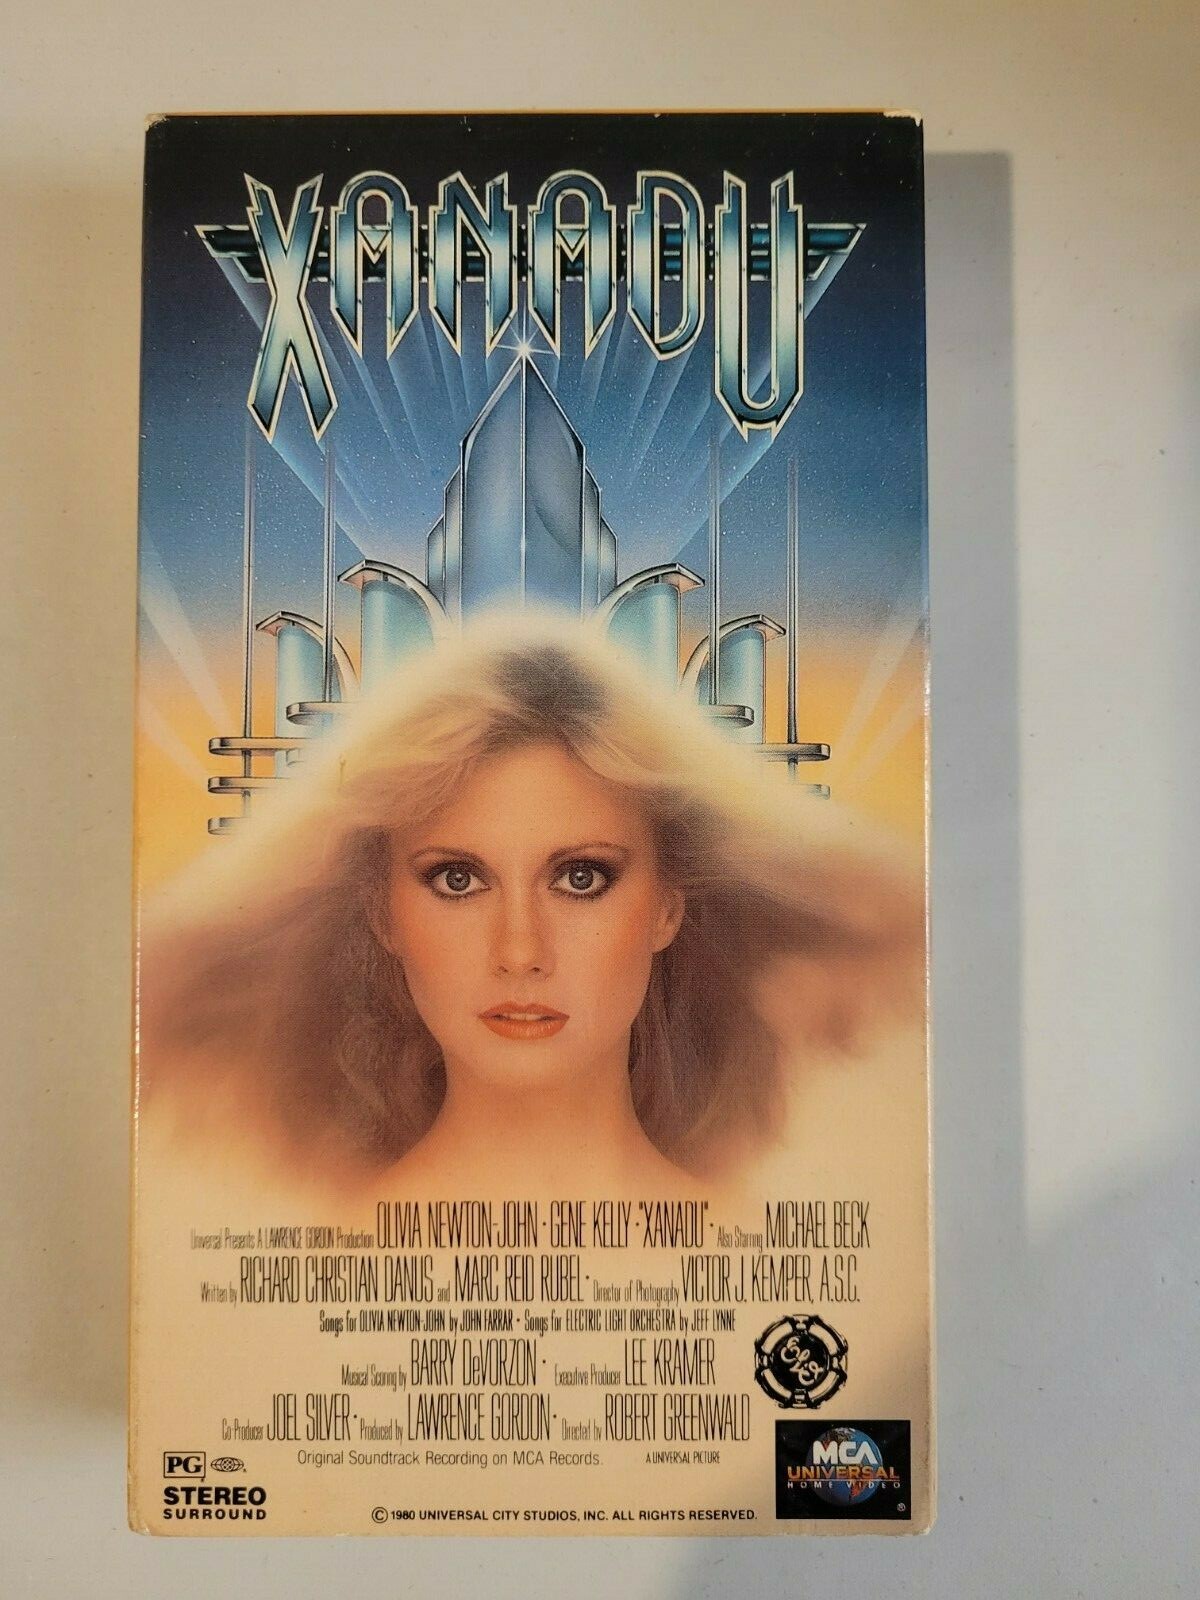 XANADU
Universal Presents A LAWRENCE GORDON Production OLIVIA NEWTON-JOHN · GENE KELLY · "XANADU" · Also Starring MICHAEL BECK
Written by RICHARD CHRISTIAN DANUS and MARC REID RUBEL · Director of Photography VICTOR J. KEMPER, A.S.C.
Songs for OLIVIA NEWTON-JOHN by JOHN FARRAR · Songs for ELECTRIC LIGHT ORCHESTRA by JEFF LYNNE
Musical Scoring by BARRY DeVORZON · Executive Producer LEE KRAMER
ELO
Co-Producer JOEL SILVER · Produced by LAWRENCE GORDON · Directed by ROBERT GREENWALD
Original Soundtrack Recording on MCA Records. A UNIVERSAL PICTURE
MCA
UNIVERSAL
HOME VIDEO
®
PG
STEREO
SURROUND
© 1980 UNIVERSAL CITY STUDIOS, INC. ALL RIGHTS RESERVED.